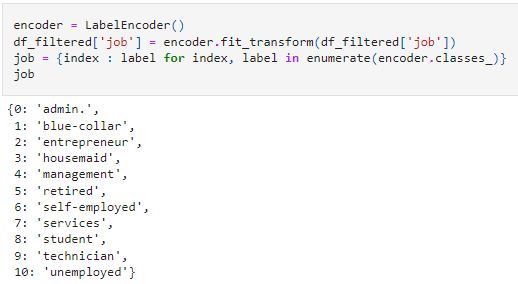 encoder = LabelEncoder()
df_filtered['job'] = encoder.fit_transform(df_filtered['job'])
job = {index : label for index, label in enumerate(encoder.classes_)}
job
{0: 'admin.',
1: 'blue-collar',
2: 'entrepreneur',
3: 'housemaid',
4: 'management',
5: 'retired',
6: 'self-employed',
7: 'services',
8: 'student',
9: 'technician',
10: 'unemployed'}